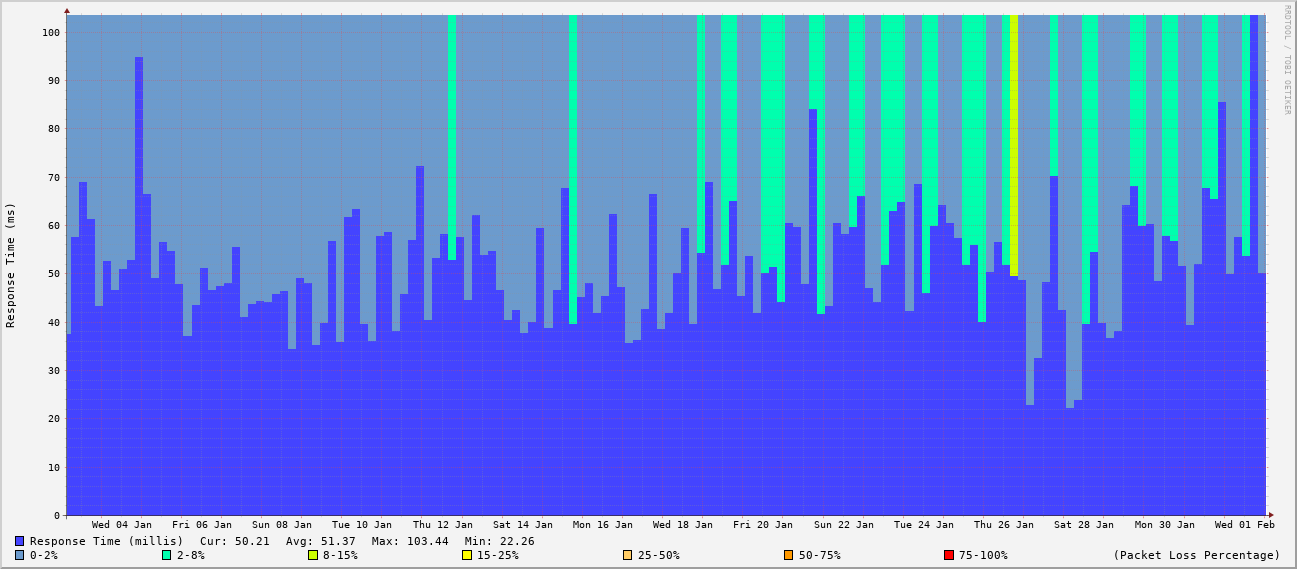 RRDTOOL / TOBI OETIKER
Response Time (ms)
100
90
80
70
60
50
40
30
20
10
0
Wed 04 Jan Fri 06 Jan Sun 08 Jan Tue 10 Jan Thu 12 Jan Sat 14 Jan Mon 16 Jan Wed 18 Jan Fri 20 Jan Sun 22 Jan Tue 24 Jan Thu 26 Jan Sat 28 Jan Mon 30 Jan Wed 01 Feb
Response Time (millis) Cur: 50.21 Avg: 51.37 Max: 103.44 Min: 22.26
0-2% 2-8% 8-15% 15-25% 25-50% 50-75% 75-100% (Packet Loss Percentage)